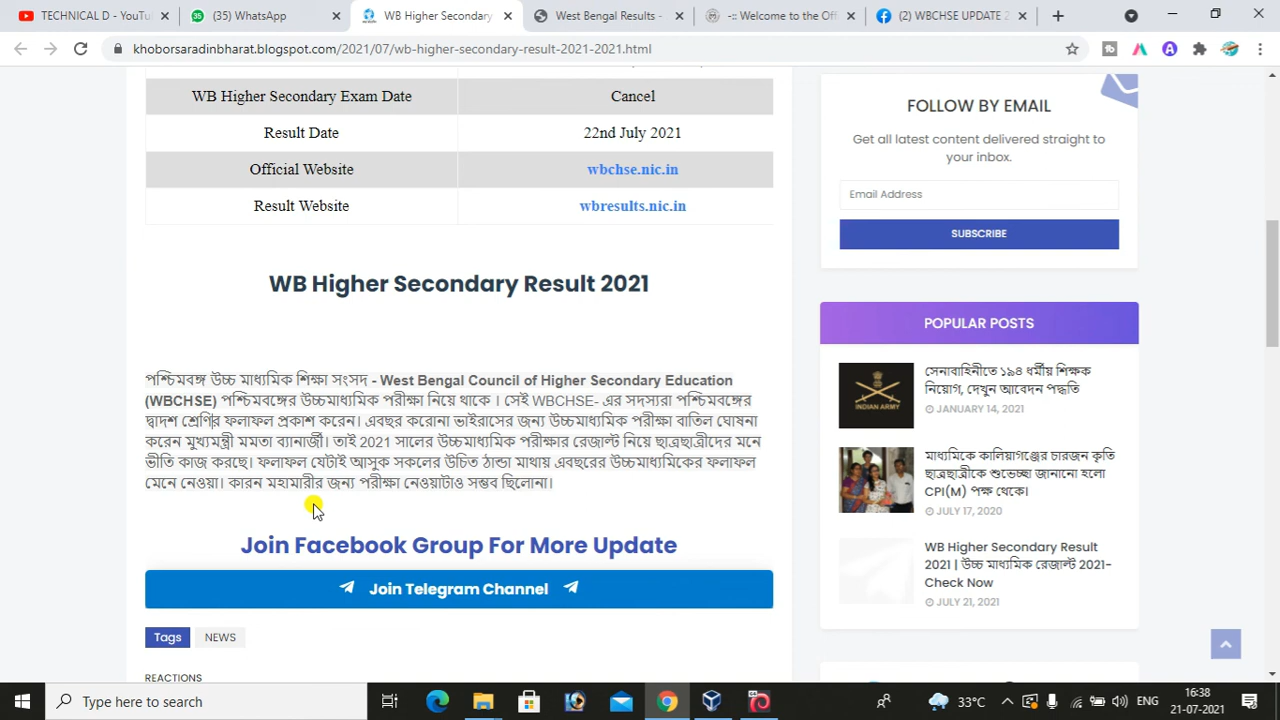 TECHNICAL D - YouTu
(35) WhatsApp
WB Higher Secondary
West Bengal Results -
-:: Welcome to the Off
(2) WBCHSE UPDATE 2
khoborsaradinbharat.blogspot.com/2021/07/wb-higher-secondary-result-2021-2021.html
WB Higher Secondary Exam Date Cancel
Result Date 22nd July 2021
Official Website wbchse.nic.in
Result Website wbresults.nic.in
WB Higher Secondary Result 2021
পশ্চিমবঙ্গ উচ্চ মাধ্যমিক শিক্ষা সংসদ - West Bengal Council of Higher Secondary Education
(WBCHSE) পশ্চিমবঙ্গের উচ্চমাধ্যমিক পরীক্ষা নিয়ে থাকে । সেই WBCHSE- এর সদস্যরা পশ্চিমবঙ্গের
দ্বাদশ শ্রেণির ফলাফল প্রকাশ করেন। এবছর করোনা ভাইরাসের জন্য উচ্চমাধ্যমিক পরীক্ষা বাতিল ঘোষনা
করেন মুখ্যমন্ত্রী মমতা ব্যানার্জী। তাই 2021 সালের উচ্চমাধ্যমিক পরীক্ষার রেজাল্ট নিয়ে ছাত্রছাত্রীদের মনে
ভীতি কাজ করছে। ফলাফল যেটাই আসুক সকলের উচিত ঠান্ডা মাথায় এবছরের উচ্চমাধ্যমিকের ফলাফল
মেনে নেওয়া। কারন মহামারীর জন্য পরীক্ষা নেওয়াটাও সম্ভব ছিলোনা।
Join Facebook Group For More Update
Join Telegram Channel
Tags NEWS
REACTIONS
FOLLOW BY EMAIL
Get all latest content delivered straight to
your inbox.
Email Address
SUBSCRIBE
POPULAR POSTS
INDIAN ARMY
সেনাবাহিনীতে ১৯৪ ধর্মীয় শিক্ষক
নিয়োগ, দেখুন আবেদন পদ্ধতি
JANUARY 14, 2021
মাধ্যমিকে কালিয়াগঞ্জের চারজন কৃতি
ছাত্রছাত্রীকে শুভেচ্ছা জানানো হলো
CPI(M) পক্ষ থেকে।
JULY 17, 2020
WB Higher Secondary Result
2021 | উচ্চ মাধ্যমিক রেজাল্ট 2021-
Check Now
JULY 21, 2021
Type here to search
33°C
ENG
16:38
21-07-2021